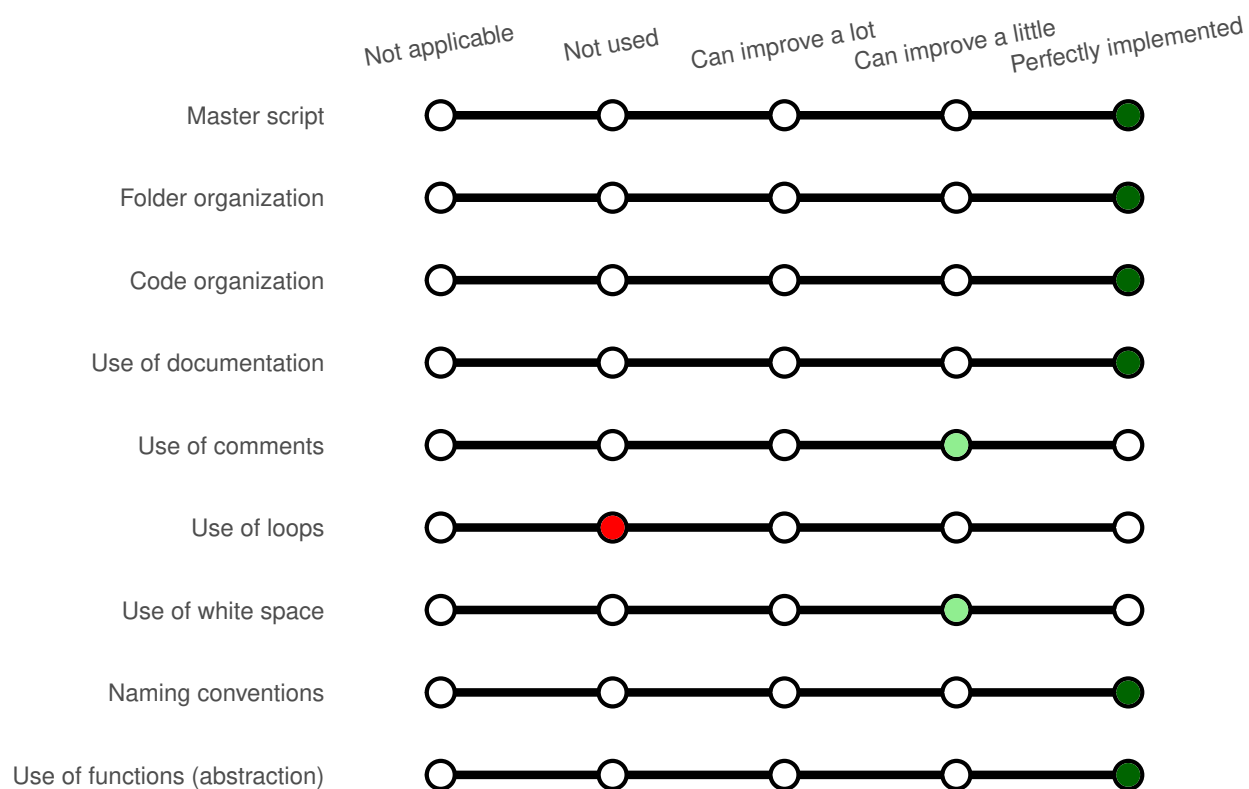 Not applicable
Not used
Can improve a lot
Can improve a little
Perfectly implemented
Master script
Folder organization
Code organization
Use of documentation
Use of comments
Use of loops
Use of white space
Naming conventions
Use of functions (abstraction)